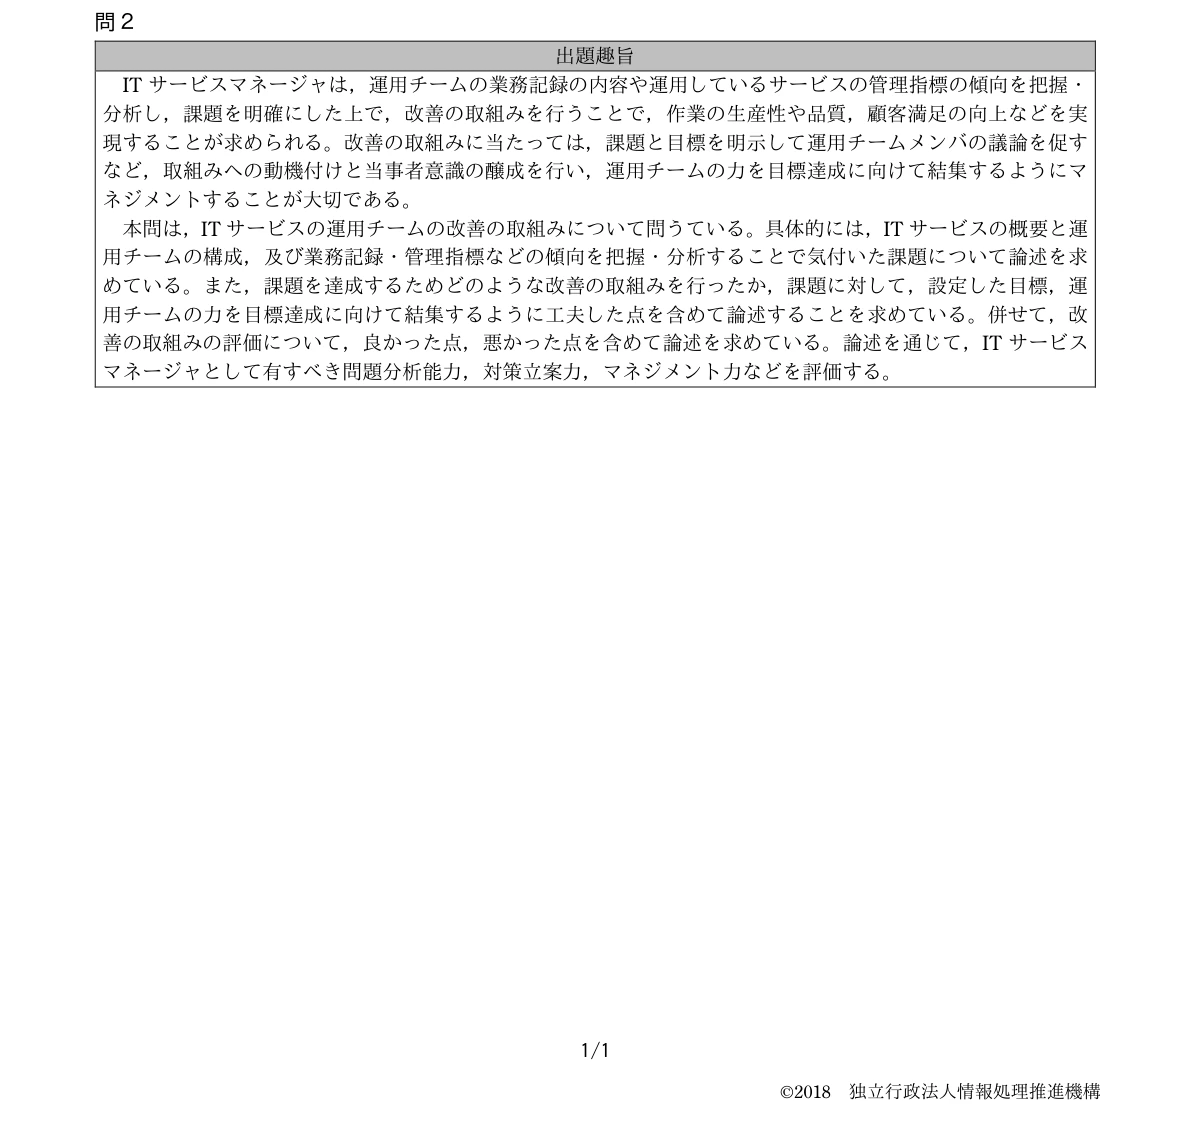 問２
出題趣旨
IT サービスマネージャは，運用チームの業務記録の内容や運用しているサービスの管理指標の傾向を把握・
分析し，課題を明確にした上で，改善の取組みを行うことで，作業の生産性や品質，顧客満足の向上などを実
現することが求められる。改善の取組みに当たっては，課題と目標を明示して運用チームメンバの議論を促す
など，取組みへの動機付けと当事者意識の醸成を行い，運用チームの力を目標達成に向けて結集するようにマ
ネジメントすることが大切である。
本問は，IT サービスの運用チームの改善の取組みについて問うている。具体的には，IT サービスの概要と運
用チームの構成，及び業務記録・管理指標などの傾向を把握・分析することで気付いた課題について論述を求
めている。また，課題を達成するためどのような改善の取組みを行ったか，課題に対して，設定した目標，運
用チームの力を目標達成に向けて結集するように工夫した点を含めて論述することを求めている。併せて，改
善の取組みの評価について，良かった点，悪かった点を含めて論述を求めている。論述を通じて，IT サービス
マネージャとして有すべき問題分析能力，対策立案力，マネジメント力などを評価する。
1/1
©2018　独立行政法人情報処理推進機構